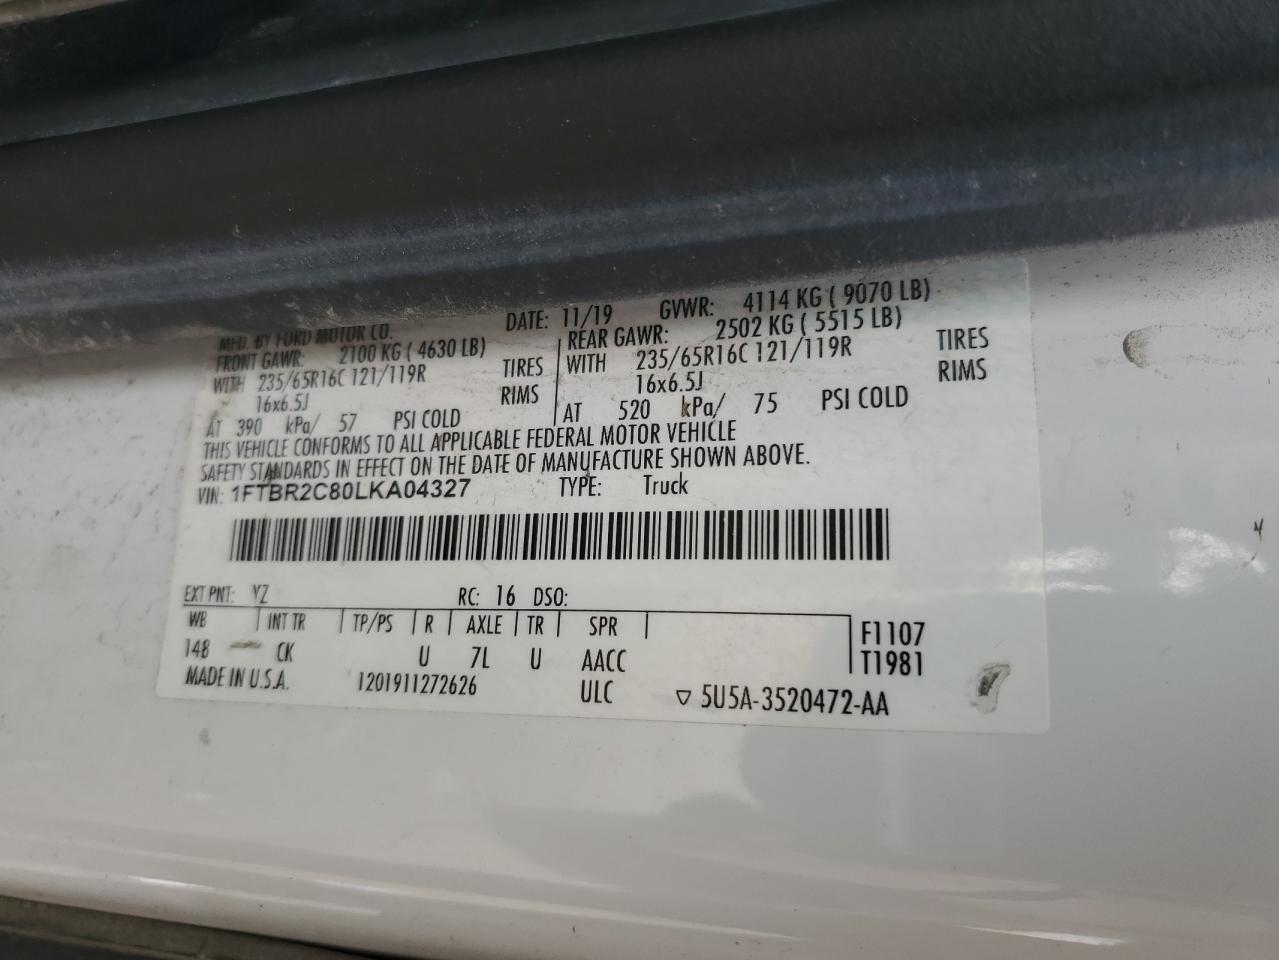 MFD. BY FORD MOTOR CO. DATE: 11/19 GVWR: 4114 KG ( 9070 LB)
FRONT GAWR: 2100 KG ( 4630 LB) REAR GAWR: 2502 KG ( 5515 LB)
WITH 235/65R16C 121/119R TIRES WITH 235/65R16C 121/119R TIRES
16x6.5J RIMS 16x6.5J RIMS
AT 390 kPa/ 57 PSI COLD AT 520 kPa/ 75 PSI COLD
THIS VEHICLE CONFORMS TO ALL APPLICABLE FEDERAL MOTOR VEHICLE
SAFETY STANDARDS IN EFFECT ON THE DATE OF MANUFACTURE SHOWN ABOVE.
VIN: 1FTBR2C80LKA04327 TYPE: Truck
EXT PNT: YZ RC: 16 DSO:
WB INT TR TP/PS R AXLE TR SPR F1107
148 CK U 7L U AACC T1981
MADE IN U.S.A. 1201911272626 ULC ▽ 5U5A-3520472-AA